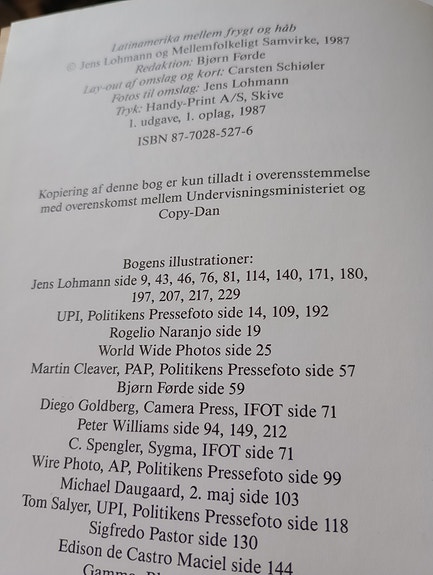 Latinamerika mellem frygt og håb
© Jens Lohmann og Mellemfolkeligt Samvirke, 1987
Redaktion: Bjørn Førde
Lay-out af omslag og kort: Carsten Schiøler
Fotos til omslag: Jens Lohmann
Tryk: Handy-Print A/S, Skive
1. udgave, 1. oplag, 1987
ISBN 87-7028-527-6
Kopiering af denne bog er kun tilladt i overensstemmelse
med overenskomst mellem Undervisningsministeriet og
Copy-Dan
Bogens illustrationer:
Jens Lohmann side 9, 43, 46, 76, 81, 114, 140, 171, 180,
197, 207, 217, 229
UPI, Politikens Pressefoto side 14, 109, 192
Rogelio Naranjo side 19
World Wide Photos side 25
Martin Cleaver, PAP, Politikens Pressefoto side 57
Bjørn Førde side 59
Diego Goldberg, Camera Press, IFOT side 71
Peter Williams side 94, 149, 212
C. Spengler, Sygma, IFOT side 71
Wire Photo, AP, Politikens Pressefoto side 99
Michael Daugaard, 2. maj side 103
Tom Salyer, UPI, Politikens Pressefoto side 118
Sigfredo Pastor side 130
Edison de Castro Maciel side 144